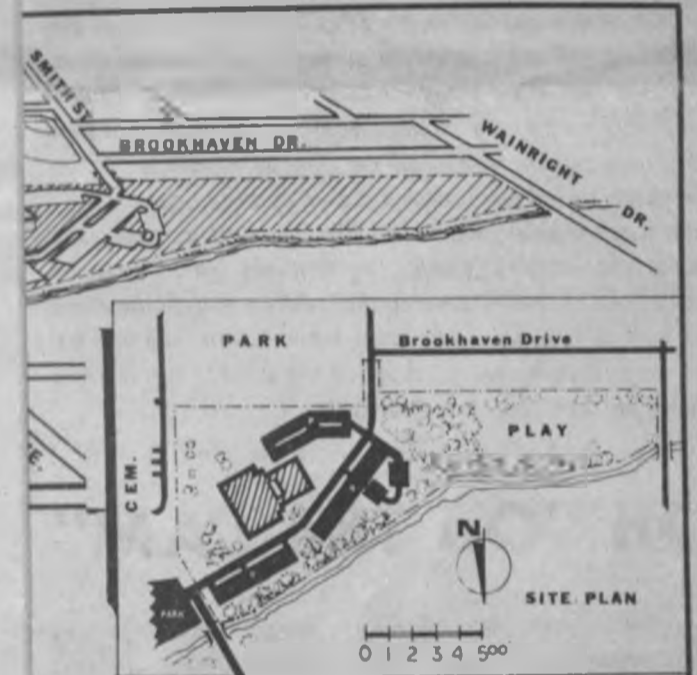 SMITH ST.
BROOKHAVEN DR.
WAINRIGHT
DR.
PARK
Brookhaven Drive
PLAY
CEM.
N
SITE PLAN
PARK
0 1 2 3 4 500